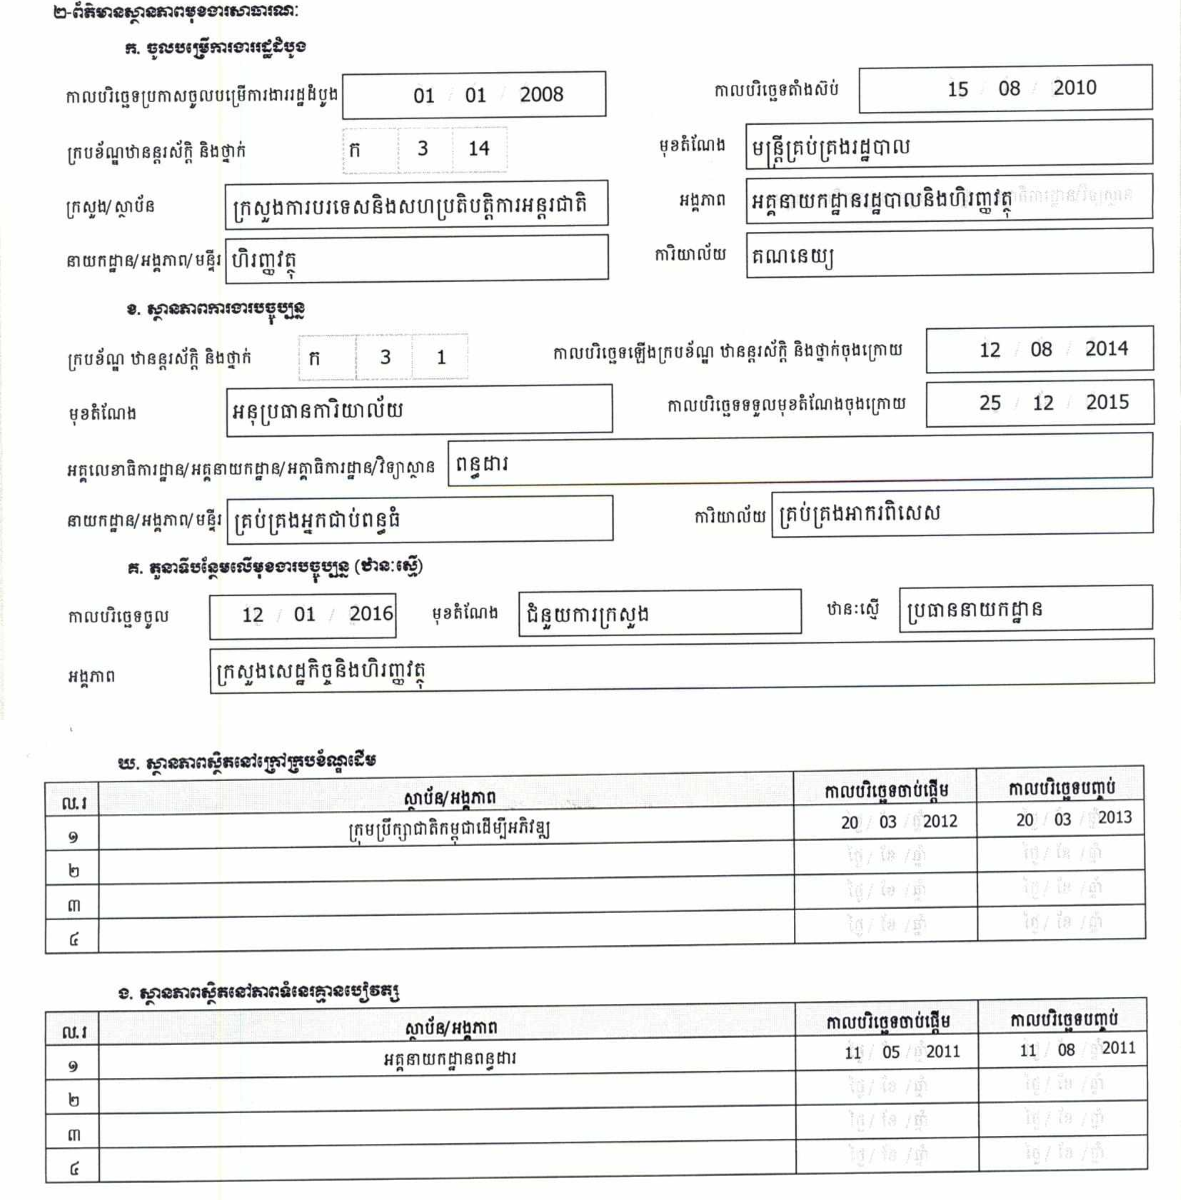 ២-ព័ត៌មានស្ថានភាពមុខងារសាធារណៈ
ក. ចូលបម្រើការងាររដ្ឋដំបូង
កាលបរិច្ឆេទប្រកាសចូលបម្រើការងាររដ្ឋដំបូង 01 / 01 / 2008 កាលបរិច្ឆេទតាំងស៊ប់ 15 / 08 / 2010
ក្របខ័ណ្ឌឋានន្តរស័ក្តិ និងថ្នាក់ ក 3 14 មុខតំណែង មន្ត្រីគ្រប់គ្រងរដ្ឋបាល
ក្រសួង/ស្ថាប័ន ក្រសួងការបរទេសនិងសហប្រតិបត្តិការអន្តរជាតិ អង្គភាព អគ្គនាយកដ្ឋានរដ្ឋបាលនិងហិរញ្ញវត្ថុ
នាយកដ្ឋាន/អង្គភាព/មន្ទីរ ហិរញ្ញវត្ថុ ការិយាល័យ គណនេយ្យ
ខ. ស្ថានភាពការងារបច្ចុប្បន្ន
ក្របខ័ណ្ឌ ឋានន្តរស័ក្តិ និងថ្នាក់ ក 3 1 កាលបរិច្ឆេទឡើងក្របខ័ណ្ឌ ឋានន្តរស័ក្តិ និងថ្នាក់ចុងក្រោយ 12 / 08 / 2014
មុខតំណែង អនុប្រធានការិយាល័យ កាលបរិច្ឆេទទទួលមុខតំណែងចុងក្រោយ 25 / 12 / 2015
អគ្គលេខាធិការដ្ឋាន/អគ្គនាយកដ្ឋាន/អគ្គាធិការដ្ឋាន/វិទ្យាស្ថាន ពន្ធដារ
នាយកដ្ឋាន/អង្គភាព/មន្ទីរ គ្រប់គ្រងអ្នកជាប់ពន្ធធំ ការិយាល័យ គ្រប់គ្រងអាករពិសេស
គ. តួនាទីបន្ថែមលើមុខងារបច្ចុប្បន្ន (ឋានៈស្មើ)
កាលបរិច្ឆេទចូល 12 / 01 / 2016 មុខតំណែង ជំនួយការក្រសួង ឋានៈស្មើ ប្រធាននាយកដ្ឋាន
អង្គភាព ក្រសួងសេដ្ឋកិច្ចនិងហិរញ្ញវត្ថុ
ឃ. ស្ថានភាពស្ថិតនៅក្រៅក្របខ័ណ្ឌដើម
ល.រ ស្ថាប័ន/អង្គភាព កាលបរិច្ឆេទចាប់ផ្តើម កាលបរិច្ឆេទបញ្ចប់
១ ក្រុមប្រឹក្សាជាតិកម្ពុជាដើម្បីអភិវឌ្ឍ 20 / 03 / 2012 20 / 03 / 2013
២ ថ្ងៃ / ខែ / ឆ្នាំ ថ្ងៃ / ខែ / ឆ្នាំ
៣ ថ្ងៃ / ខែ / ឆ្នាំ ថ្ងៃ / ខែ / ឆ្នាំ
៤ ថ្ងៃ / ខែ / ឆ្នាំ ថ្ងៃ / ខែ / ឆ្នាំ
ង. ស្ថានភាពស្ថិតនៅភាពទំនេរគ្មានបៀវត្ស
ល.រ ស្ថាប័ន/អង្គភាព កាលបរិច្ឆេទចាប់ផ្តើម កាលបរិច្ឆេទបញ្ចប់
១ អគ្គនាយកដ្ឋានពន្ធដារ 11 / 05 / 2011 11 / 08 / 2011
២ ថ្ងៃ / ខែ / ឆ្នាំ ថ្ងៃ / ខែ / ឆ្នាំ
៣ ថ្ងៃ / ខែ / ឆ្នាំ ថ្ងៃ / ខែ / ឆ្នាំ
៤ ថ្ងៃ / ខែ / ឆ្នាំ ថ្ងៃ / ខែ / ឆ្នាំ